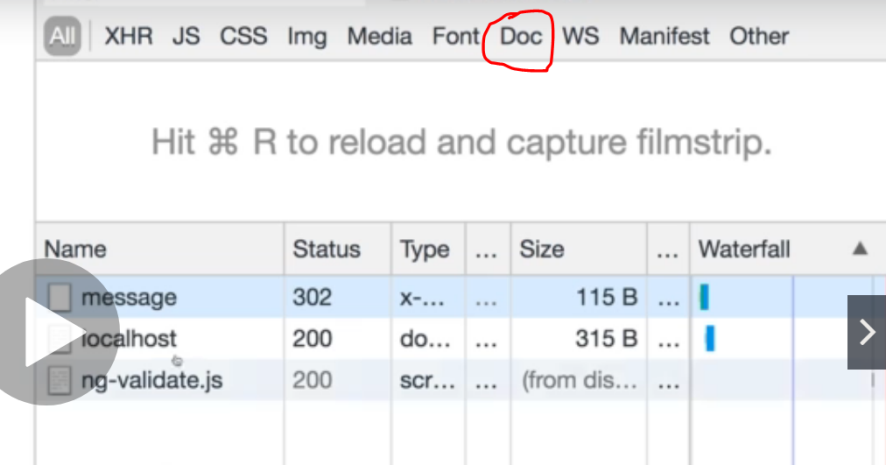 All XHR JS CSS Img Media Font Doc WS Manifest Other
Hit ⌘ R to reload and capture filmstrip.
Name Status Type ... Size ... Waterfall ▲
message 302 x-... ... 115 B ...
localhost 200 do... ... 315 B ...
ng-validate.js 200 scr... ... (from dis... ...